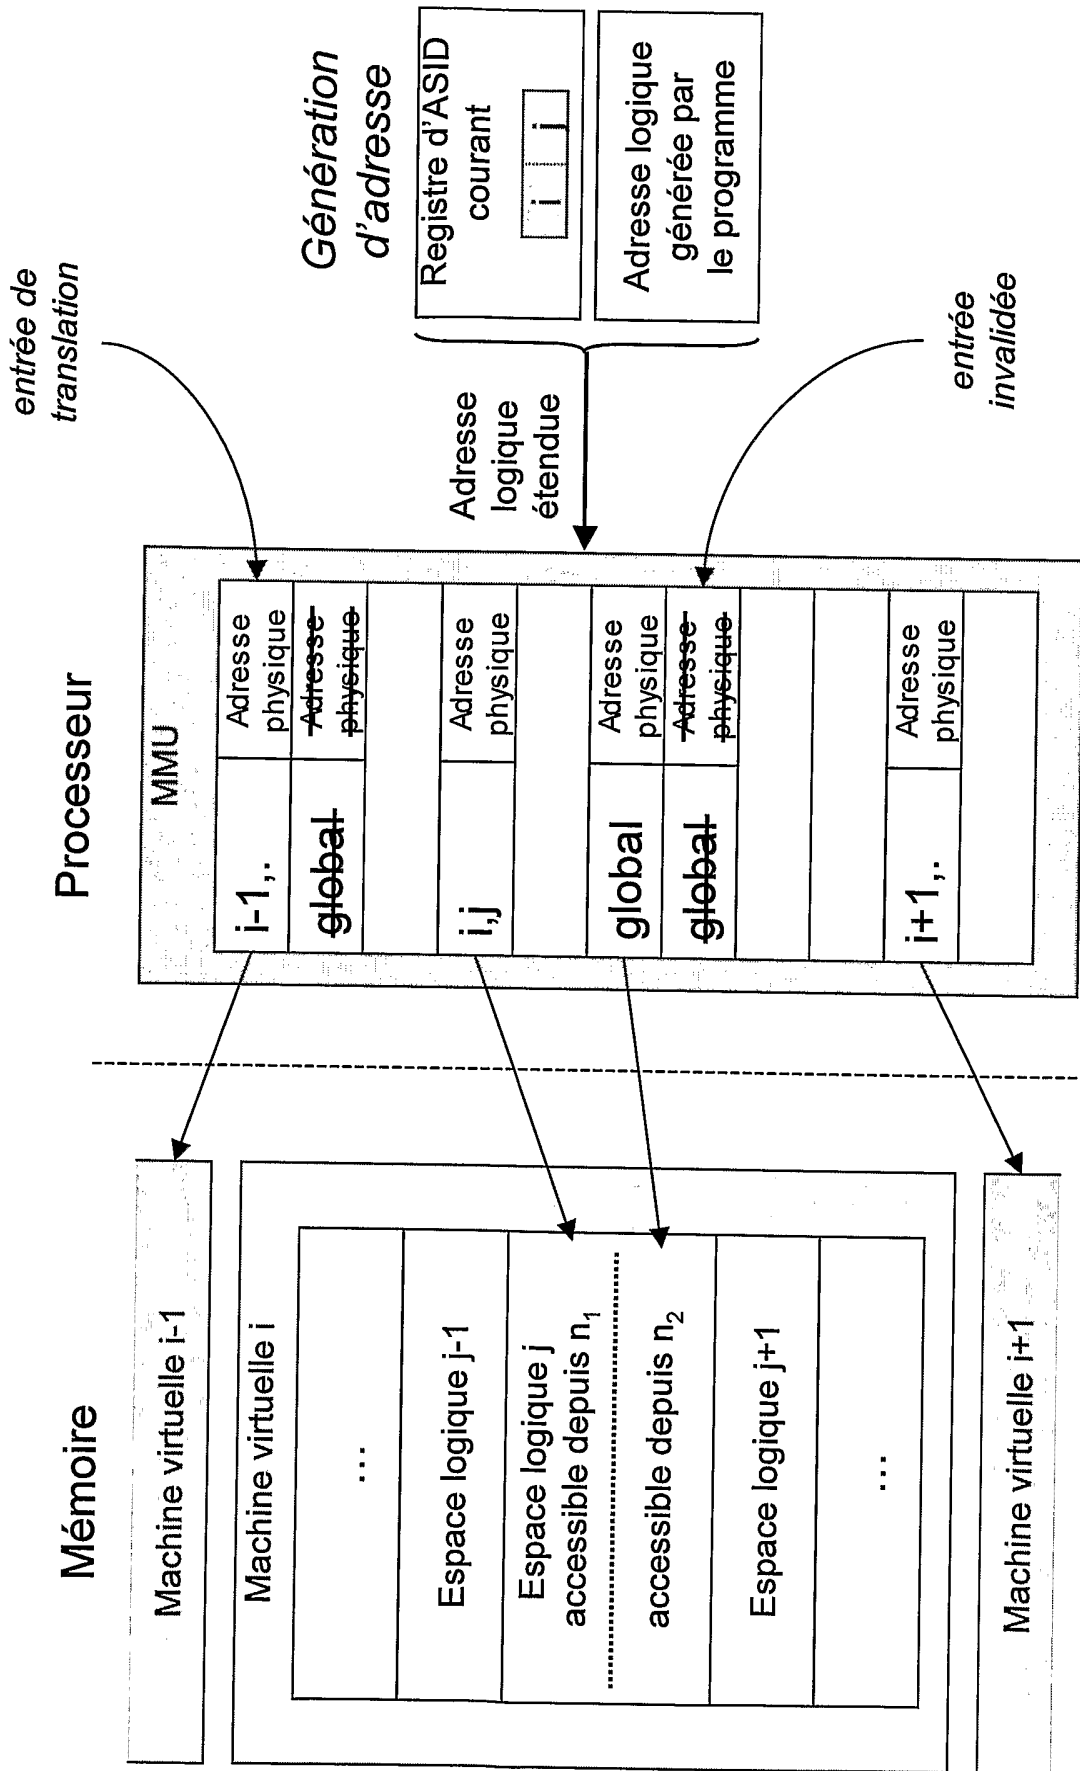 Mémoire
Processeur
Génération
d'adresse
Machine virtuelle i-1
Machine virtuelle i
...
Espace logique j-1
Espace logique j
accessible depuis n1
accessible depuis n2
Espace logique j+1
...
Machine virtuelle i+1
MMU
i-1,.
Adresse
physique
global
Adresse
physique
i,j
Adresse
physique
global
Adresse
physique
global
Adresse
physique
i+1,.
Adresse
physique
entrée de
translation
Adresse
logique
étendue
entrée
invalidée
Registre d'ASID
courant
i j
Adresse logique
générée par
le programme